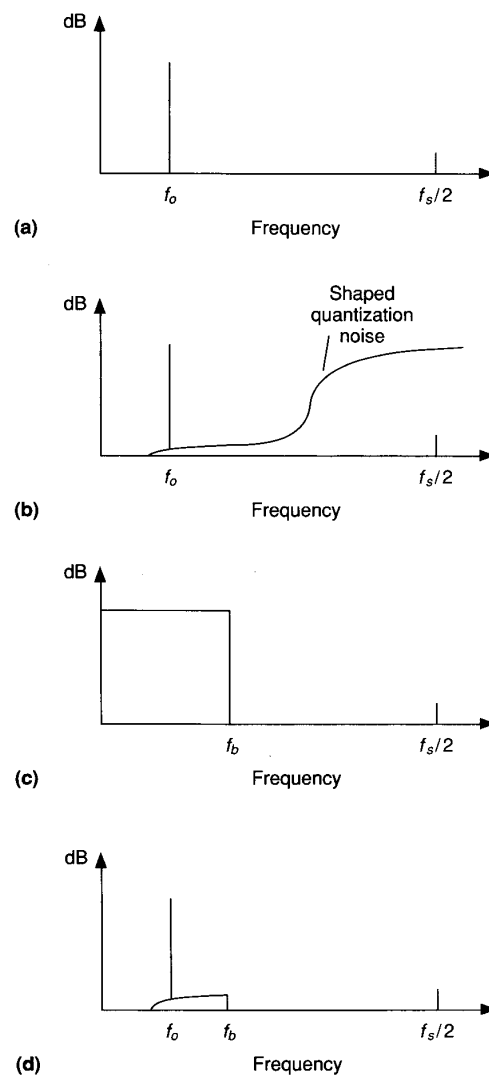 dB
f_o
f_s/2
(a)
Frequency
dB
Shaped
quantization
noise
f_o
f_s/2
(b)
Frequency
dB
f_b
f_s/2
(c)
Frequency
dB
f_o
f_b
f_s/2
(d)
Frequency